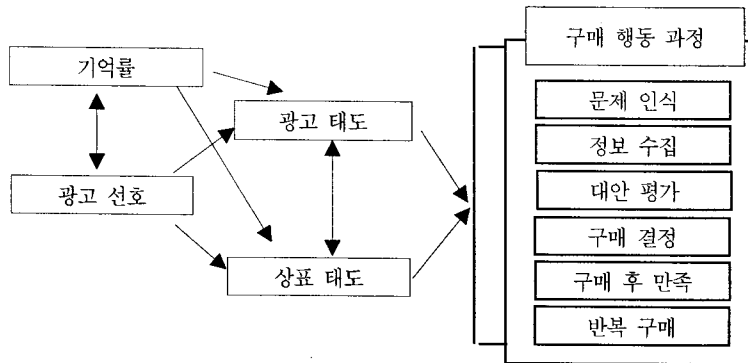 기억률
광고 선호
광고 태도
상표 태도
구매 행동 과정
문제 인식
정보 수집
대안 평가
구매 결정
구매 후 만족
반복 구매